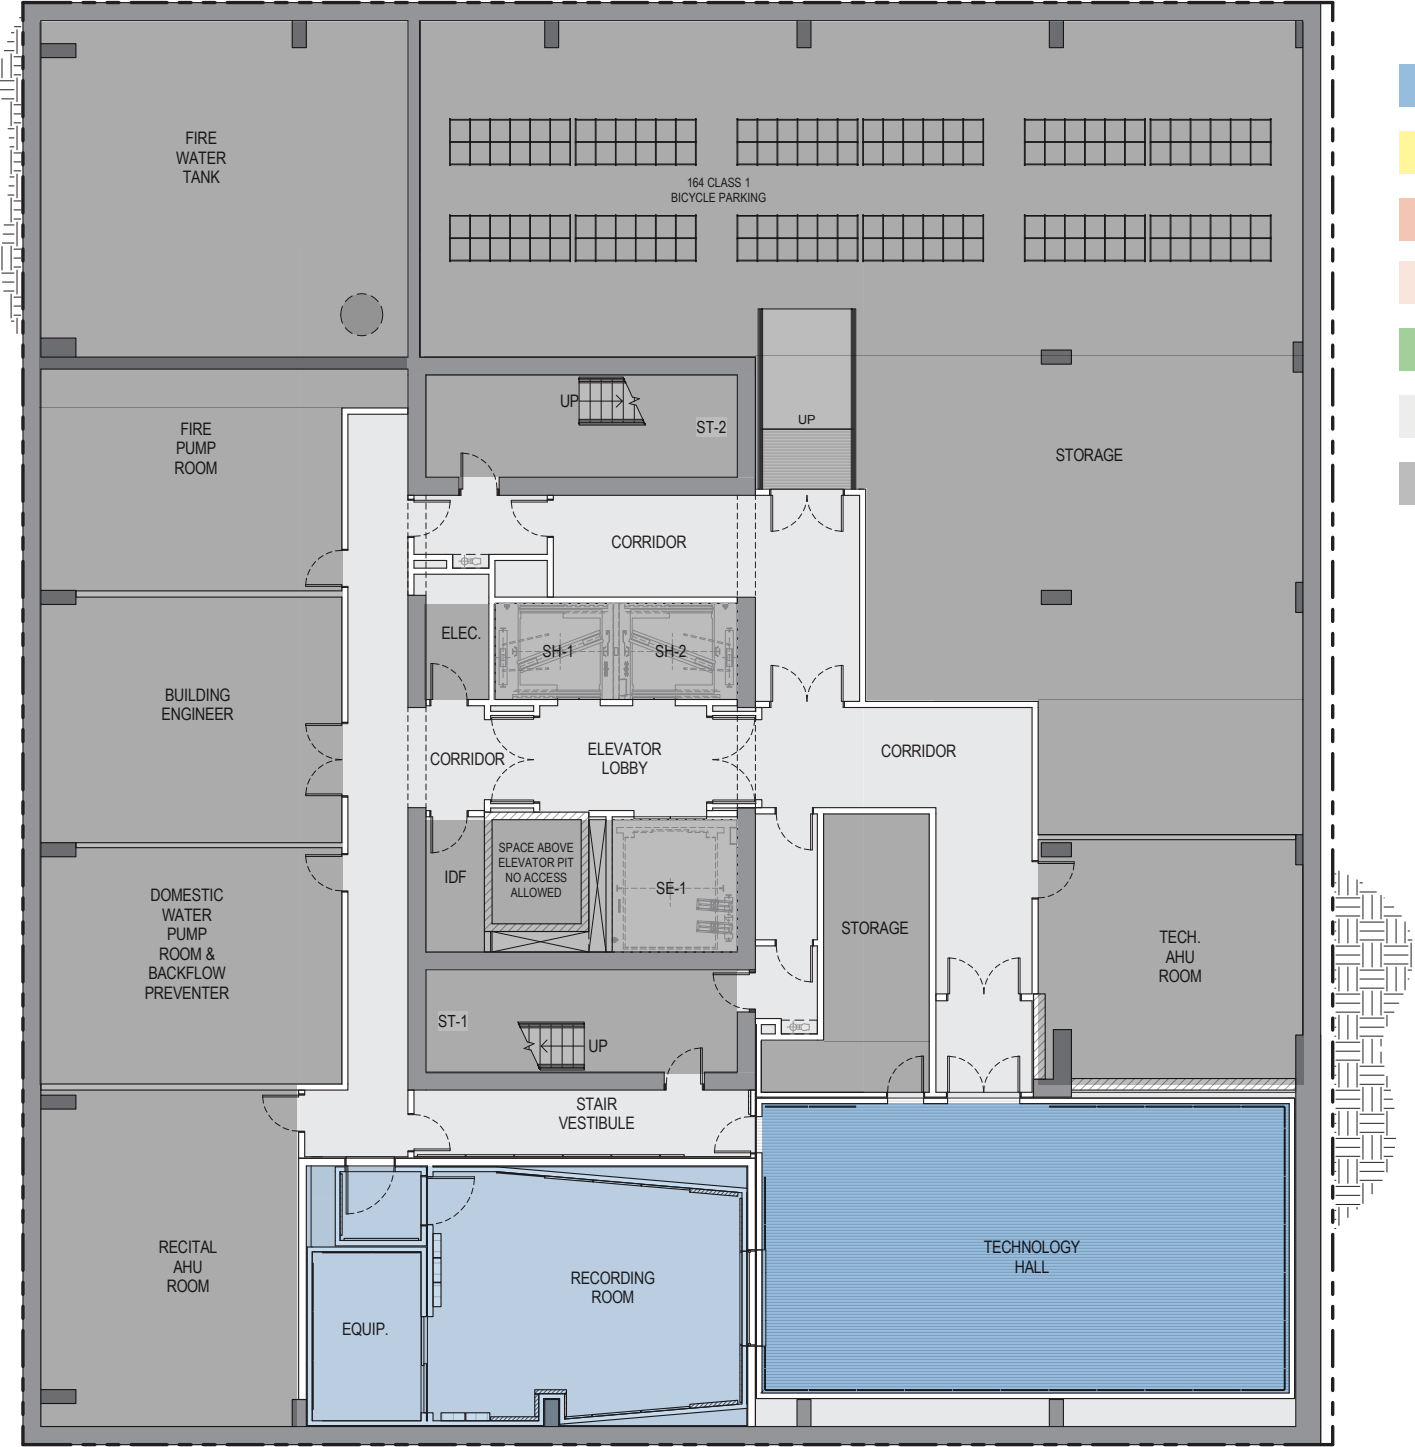 FIRE
WATER
TANK
164 CLASS 1
BICYCLE PARKING
UP
ST-2
UP
FIRE
PUMP
ROOM
STORAGE
CORRIDOR
ELEC.
SH-1
SH-2
BUILDING
ENGINEER
CORRIDOR
ELEVATOR
LOBBY
CORRIDOR
SPACE ABOVE
ELEVATOR PIT
NO ACCESS
ALLOWED
IDF
SE-1
DOMESTIC
WATER
PUMP
ROOM &
BACKFLOW
PREVENTER
STORAGE
TECH.
AHU
ROOM
ST-1
UP
STAIR
VESTIBULE
RECITAL
AHU
ROOM
TECHNOLOGY
HALL
RECORDING
ROOM
EQUIP.